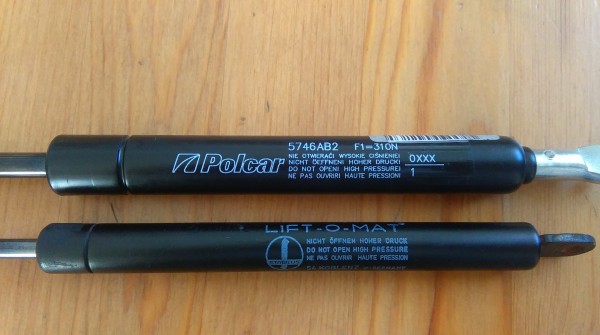 5746AB2 F1=310N
Polcar
NIE OTWIERAĆ! WYSOKIE CIŚNIENIE!
NICHT ÖFFNEN! HOHER DRUCK!
DO NOT OPEN! HIGH PRESSURE!
NE PAS OUVRIR! HAUTE PRESSION!
0XXX
1
LIFT-O-MAT
NICHT ÖFFNEN HOHER DRUCK
DO NOT OPEN HIGH PRESSURE
NE PAS OUVRIR HAUTE PRESSION